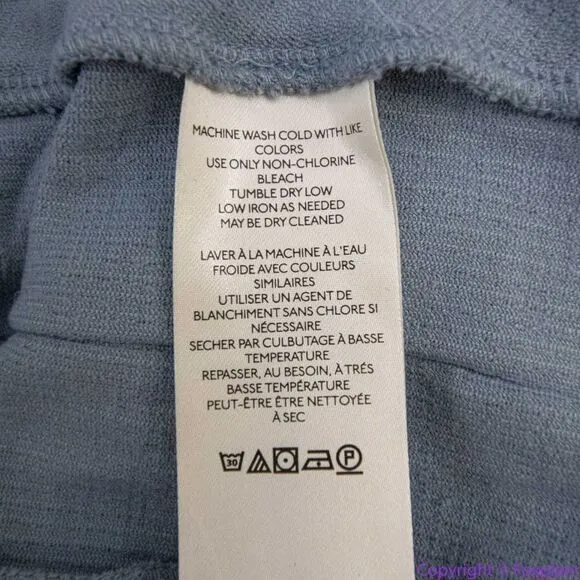 MACHINE WASH COLD WITH LIKE
COLORS
USE ONLY NON-CHLORINE
BLEACH
TUMBLE DRY LOW
LOW IRON AS NEEDED
MAY BE DRY CLEANED
LAVER À LA MACHINE À L'EAU
FROIDE AVEC COULEURS
SIMILAIRES
UTILISER UN AGENT DE
BLANCHIMENT SANS CHLORE SI
NÉCESSAIRE
SECHER PAR CULBUTAGE À BASSE
TEMPERATURE
REPASSER, AU BESOIN, À TRÉS
BASSE TEMPÉRATURE
PEUT-ÊTRE ÊTRE NETTOYÉE
À SEC
30 P
Copyright A Freedom